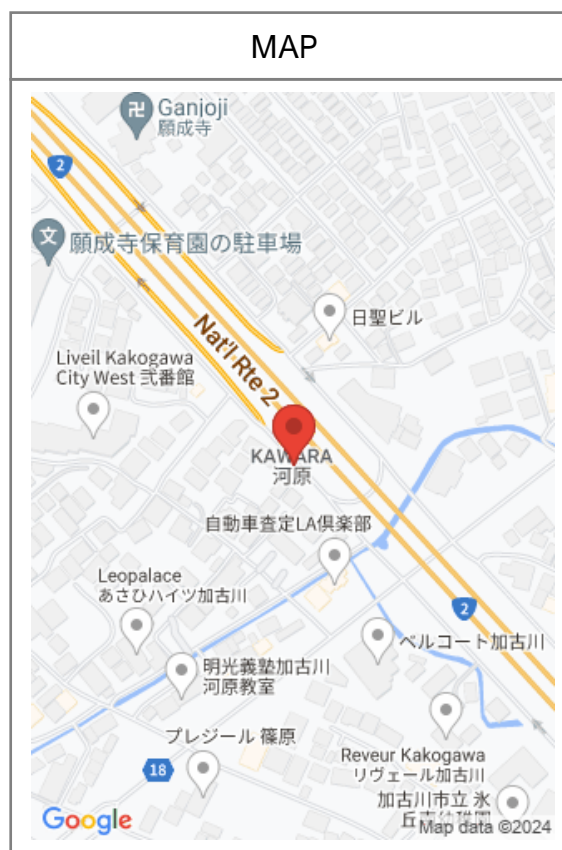 MAP
卍
Ganjoji
願成寺
2
文
願成寺保育園の駐車場
日聖ビル
Nat'l Rte 2
Liveil Kakogawa
City West 弐番館
KAWARA
河原
自動車査定LA倶楽部
Leopalace
あさひハイツ加古川
2
ベルコート加古川
明光義塾加古川
河原教室
プレジール 篠原
18
Reveur Kakogawa
リヴェール加古川
加古川市立 氷
Google
Map data ©2024